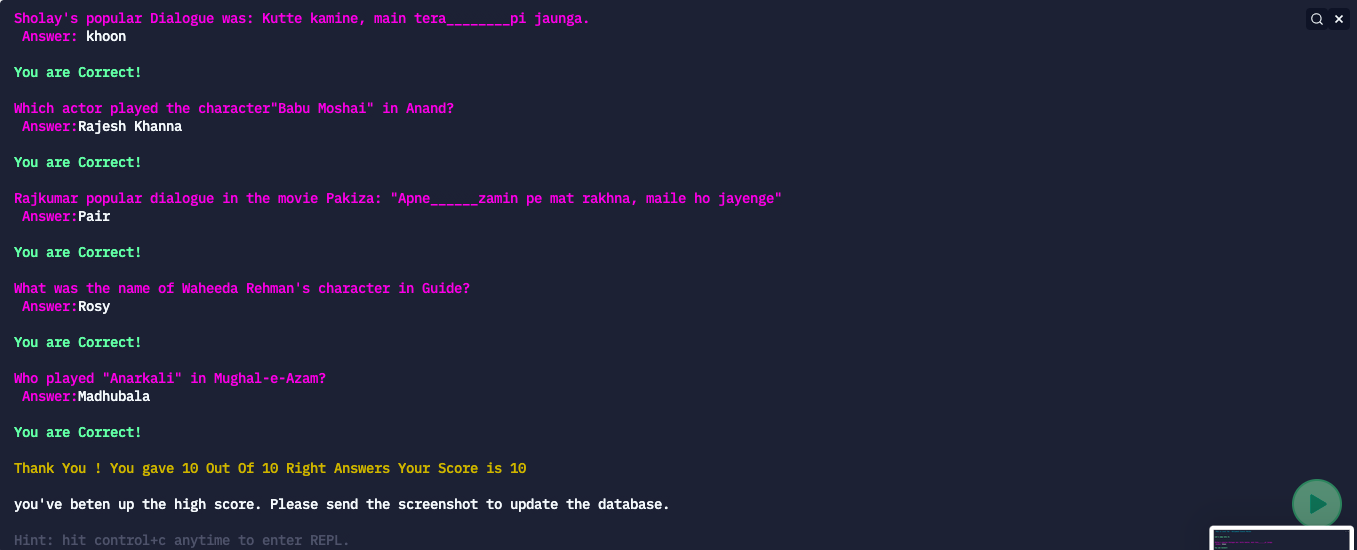 Sholay's popular Dialogue was: Kutte kamine, main tera________pi jaunga.
Answer: khoon
You are Correct!
Which actor played the character"Babu Moshai" in Anand?
Answer:Rajesh Khanna
You are Correct!
Rajkumar popular dialogue in the movie Pakiza: "Apne______zamin pe mat rakhna, maile ho jayenge"
Answer:Pair
You are Correct!
What was the name of Waheeda Rehman's character in Guide?
Answer:Rosy
You are Correct!
Who played "Anarkali" in Mughal-e-Azam?
Answer:Madhubala
You are Correct!
Thank You ! You gave 10 Out Of 10 Right Answers Your Score is 10
you've beten up the high score. Please send the screenshot to update the database.
Hint: hit control+c anytime to enter REPL.